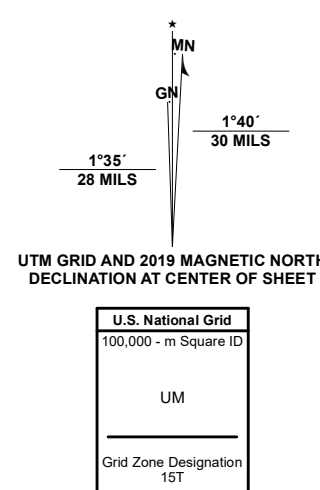 ★
MN
GN
1°40´
30 MILS
1°35´
28 MILS
UTM GRID AND 2019 MAGNETIC NORTH
DECLINATION AT CENTER OF SHEET
U.S. National Grid
100,000 - m Square ID
UM
Grid Zone Designation
15T